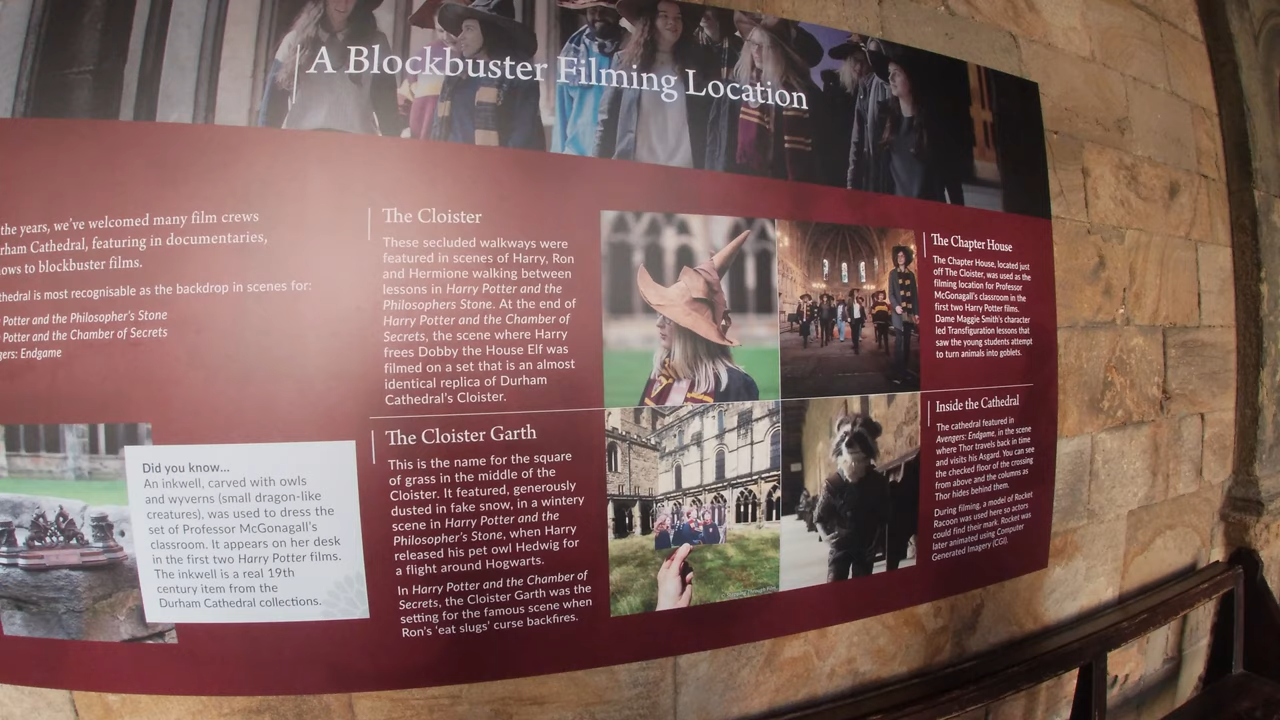 A Blockbuster Filming Location
the years, we've welcomed many film crews
rham Cathedral, featuring in documentaries,
ows to blockbuster films.
thedral is most recognisable as the backdrop in scenes for:
Potter and the Philosopher's Stone
Potter and the Chamber of Secrets
gers: Endgame
Did you know...
An inkwell, carved with owls
and wyverns (small dragon-like
creatures), was used to dress the
set of Professor McGonagall's
classroom. It appears on her desk
in the first two Harry Potter films.
The inkwell is a real 19th
century item from the
Durham Cathedral collections.
The Cloister
These secluded walkways were
featured in scenes of Harry, Ron
and Hermione walking between
lessons in Harry Potter and the
Philosophers Stone. At the end of
Harry Potter and the Chamber of
Secrets, the scene where Harry
frees Dobby the House Elf was
filmed on a set that is an almost
identical replica of Durham
Cathedral's Cloister.
The Cloister Garth
This is the name for the square
of grass in the middle of the
Cloister. It featured, generously
dusted in fake snow, in a wintery
scene in Harry Potter and the
Philosopher's Stone, when Harry
released his pet owl Hedwig for
a flight around Hogwarts.
In Harry Potter and the Chamber of
Secrets, the Cloister Garth was the
setting for the famous scene when
Ron's 'eat slugs' curse backfires.
The Chapter House
The Chapter House, located just
off The Cloister, was used as the
filming location for Professor
McGonagall's classroom in the
first two Harry Potter films.
Dame Maggie Smith's character
led Transfiguration lessons that
saw the young students attempt
to turn animals into goblets.
Inside the Cathedral
The cathedral featured in
Avengers: Endgame, in the scene
where Thor travels back in time
and visits his Asgard. You can see
the checked floor of the crossing
from above and the columns as
Thor hides behind them.
During filming, a model of Rocket
Racoon was used here so actors
could find their mark. Rocket was
later animated using Computer
Generated Imagery (CGI).